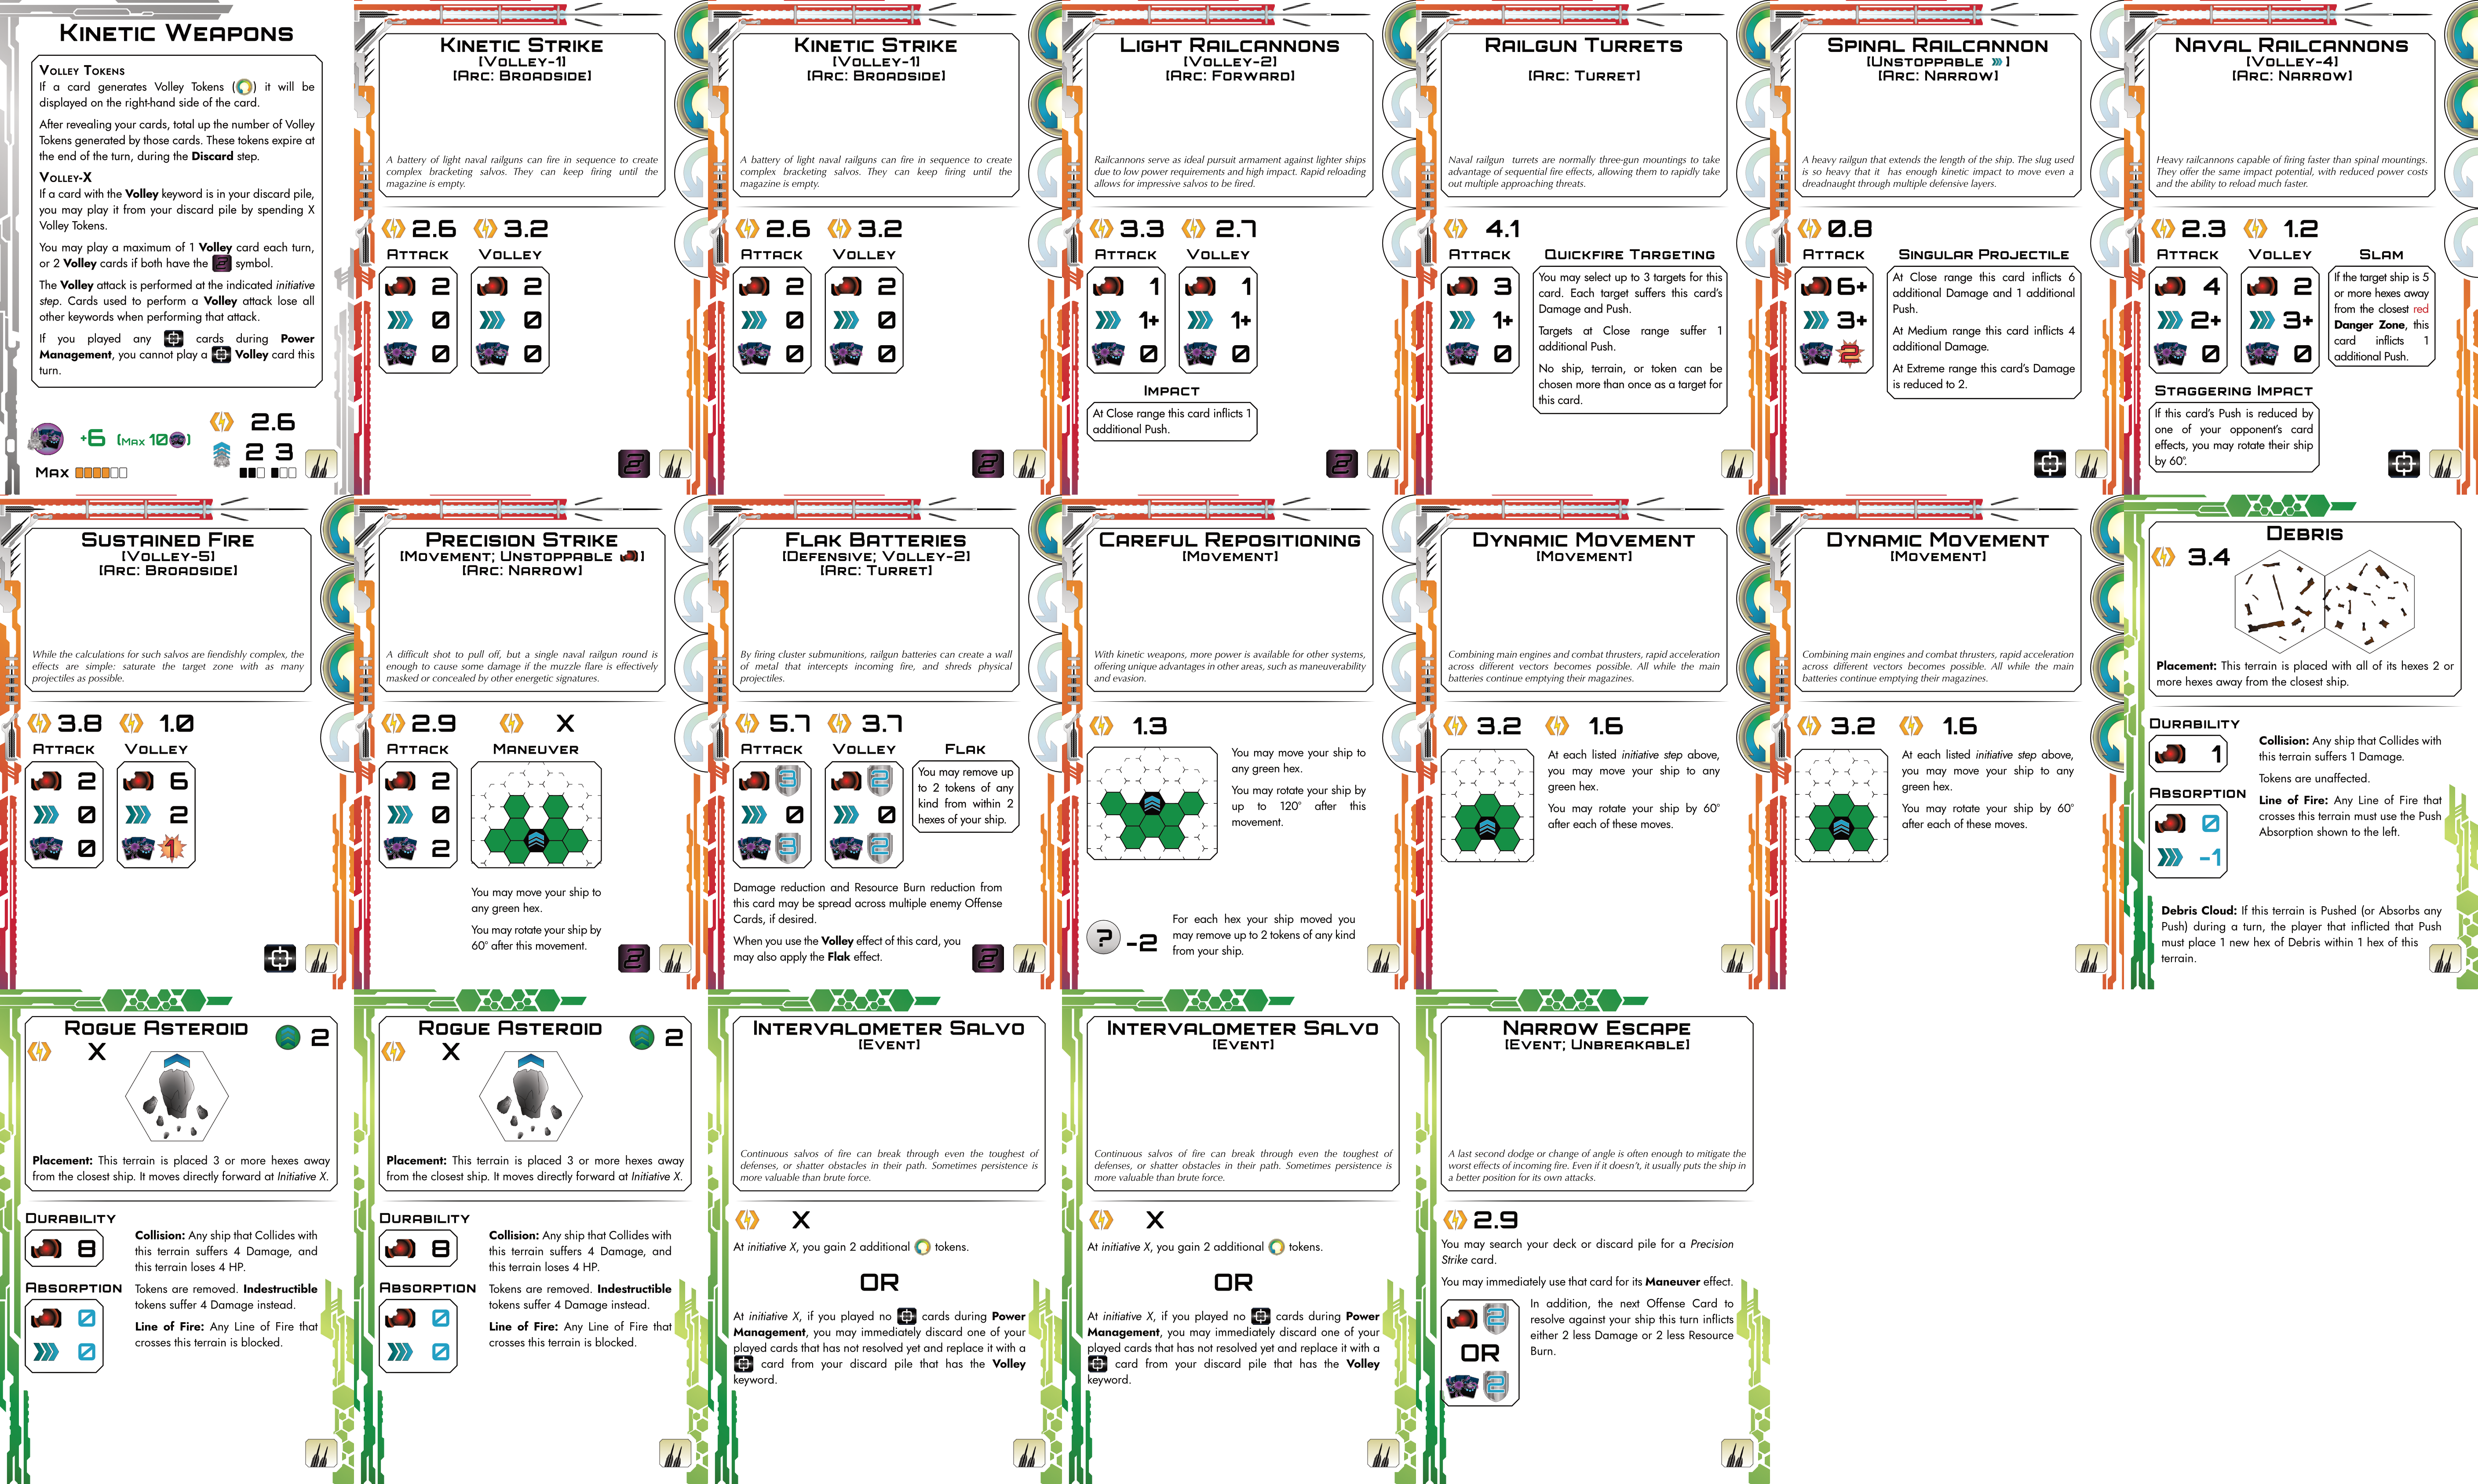 Kinetic Weapons
Volley Tokens
If a card generates Volley Tokens ( ) it will be
displayed on the right-hand side of the card.
After revealing your cards, total up the number of Volley
Tokens generated by those cards. These tokens expire at
the end of the turn, during the Discard step.
Volley-X
If a card with the Volley keyword is in your discard pile,
you may play it from your discard pile by spending X
Volley Tokens.
You may play a maximum of 1 Volley card each turn,
or 2 Volley cards if both have the 2 symbol.
The Volley attack is performed at the indicated initiative
step. Cards used to perform a Volley attack lose all
other keywords when performing that attack.
If you played any cards during Power
Management, you cannot play a Volley card this
turn.
+6 (Max 10 )
2.6
2 3
Max
Kinetic Strike
[Volley-1]
[Arc: Broadside]
A battery of light naval railguns can fire in sequence to create
complex bracketing salvos. They can keep firing until the
magazine is empty.
2.6 3.2
Attack Volley
2 2
0 0
0 0
2
Kinetic Strike
[Volley-1]
[Arc: Broadside]
A battery of light naval railguns can fire in sequence to create
complex bracketing salvos. They can keep firing until the
magazine is empty.
2.6 3.2
Attack Volley
2 2
0 0
0 0
2
Light Railcannons
[Volley-2]
[Arc: Forward]
Railcannons serve as ideal pursuit armament against lighter ships
due to low power requirements and high impact. Rapid reloading
allows for impressive salvos to be fired.
3.3 2.7
Attack Volley
1 1
1+ 1+
0 0
Impact
At Close range this card inflicts 1
additional Push.
2
Railgun Turrets
[Arc: Turret]
Naval railgun turrets are normally three-gun mountings to take
advantage of sequential fire effects, allowing them to rapidly take
out multiple approaching threats.
4.1
Attack
3
1+
0
Quickfire Targeting
You may select up to 3 targets for this
card. Each target suffers this card's
Damage and Push.
Targets at Close range suffer 1
additional Push.
No ship, terrain, or token can be
chosen more than once as a target for
this card.
Spinal Railcannon
[Unstoppable ]
[Arc: Narrow]
A heavy railgun that extends the length of the ship. The slug used
is so heavy that it has enough kinetic impact to move even a
dreadnaught through multiple defensive layers.
0.8
Attack
6+
3+
2
Singular Projectile
At Close range this card inflicts 6
additional Damage and 1 additional
Push.
At Medium range this card inflicts 4
additional Damage.
At Extreme range this card's Damage
is reduced to 2.
Naval Railcannons
[Volley-4]
[Arc: Narrow]
Heavy railcannons capable of firing faster than spinal mountings.
They offer the same impact potential, with reduced power costs
and the ability to reload much faster.
2.3 1.2
Attack Volley
4 2
2+ 3+
0 0
Slam
If the target ship is 5
or more hexes away
from the closest red
Danger Zone, this
card inflicts 1
additional Push.
Staggering Impact
If this card's Push is reduced by
one of your opponent's card
effects, you may rotate their ship
by 60°.
Sustained Fire
[Volley-5]
[Arc: Broadside]
While the calculations for such salvos are fiendishly complex, the
effects are simple: saturate the target zone with as many
projectiles as possible.
3.8 1.0
Attack Volley
2 6
0 2
0 1
Precision Strike
[Movement; Unstoppable ]
[Arc: Narrow]
A difficult shot to pull off, but a single naval railgun round is
enough to cause some damage if the muzzle flare is effectively
masked or concealed by other energetic signatures.
2.9 X
Attack Maneuver
2
0
2
You may move your ship to
any green hex.
You may rotate your ship by
60° after this movement.
2
Flak Batteries
[Defensive; Volley-2]
[Arc: Turret]
By firing cluster submunitions, railgun batteries can create a wall
of metal that intercepts incoming fire, and shreds physical
projectiles.
5.7 3.7
Attack Volley
3 2
0 0
3 2
Flak
You may remove up
to 2 tokens of any
kind from within 2
hexes of your ship.
Damage reduction and Resource Burn reduction from
this card may be spread across multiple enemy Offense
Cards, if desired.
When you use the Volley effect of this card, you
may also apply the Flak effect.
2
Careful Repositioning
[Movement]
With kinetic weapons, more power is available for other systems,
offering unique advantages in other areas, such as maneuverability
and evasion.
1.3
You may move your ship to
any green hex.
You may rotate your ship by
up to 120° after this
movement.
? -2
For each hex your ship moved you
may remove up to 2 tokens of any kind
from your ship.
Dynamic Movement
[Movement]
Combining main engines and combat thrusters, rapid acceleration
across different vectors becomes possible. All while the main
batteries continue emptying their magazines.
3.2 1.6
At each listed initiative step above,
you may move your ship to any
green hex.
You may rotate your ship by 60°
after each of these moves.
Dynamic Movement
[Movement]
Combining main engines and combat thrusters, rapid acceleration
across different vectors becomes possible. All while the main
batteries continue emptying their magazines.
3.2 1.6
At each listed initiative step above,
you may move your ship to any
green hex.
You may rotate your ship by 60°
after each of these moves.
Debris
3.4
Placement: This terrain is placed with all of its hexes 2 or
more hexes away from the closest ship.
Durability
1
Absorption
0
-1
Collision: Any ship that Collides with
this terrain suffers 1 Damage.
Tokens are unaffected.
Line of Fire: Any Line of Fire that
crosses this terrain must use the Push
Absorption shown to the left.
Debris Cloud: If this terrain is Pushed (or Absorbs any
Push) during a turn, the player that inflicted that Push
must place 1 new hex of Debris within 1 hex of this
terrain.
Rogue Asteroid
X
2
Placement: This terrain is placed 3 or more hexes away
from the closest ship. It moves directly forward at Initiative X.
Durability
8
Absorption
0
0
Collision: Any ship that Collides with
this terrain suffers 4 Damage, and
this terrain loses 4 HP.
Tokens are removed. Indestructible
tokens suffer 4 Damage instead.
Line of Fire: Any Line of Fire that
crosses this terrain is blocked.
Rogue Asteroid
X
2
Placement: This terrain is placed 3 or more hexes away
from the closest ship. It moves directly forward at Initiative X.
Durability
8
Absorption
0
0
Collision: Any ship that Collides with
this terrain suffers 4 Damage, and
this terrain loses 4 HP.
Tokens are removed. Indestructible
tokens suffer 4 Damage instead.
Line of Fire: Any Line of Fire that
crosses this terrain is blocked.
Intervalometer Salvo
[Event]
Continuous salvos of fire can break through even the toughest of
defenses, or shatter obstacles in their path. Sometimes persistence is
more valuable than brute force.
X
At initiative X, you gain 2 additional tokens.
OR
At initiative X, if you played no cards during Power
Management, you may immediately discard one of your
played cards that has not resolved yet and replace it with a
card from your discard pile that has the Volley
keyword.
Intervalometer Salvo
[Event]
Continuous salvos of fire can break through even the toughest of
defenses, or shatter obstacles in their path. Sometimes persistence is
more valuable than brute force.
X
At initiative X, you gain 2 additional tokens.
OR
At initiative X, if you played no cards during Power
Management, you may immediately discard one of your
played cards that has not resolved yet and replace it with a
card from your discard pile that has the Volley
keyword.
Narrow Escape
[Event; Unbreakable]
A last second dodge or change of angle is often enough to mitigate the
worst effects of incoming fire. Even if it doesn't, it usually puts the ship in
a better position for its own attacks.
2.9
You may search your deck or discard pile for a Precision
Strike card.
You may immediately use that card for its Maneuver effect.
2
OR
2
In addition, the next Offense Card to
resolve against your ship this turn inflicts
either 2 less Damage or 2 less Resource
Burn.